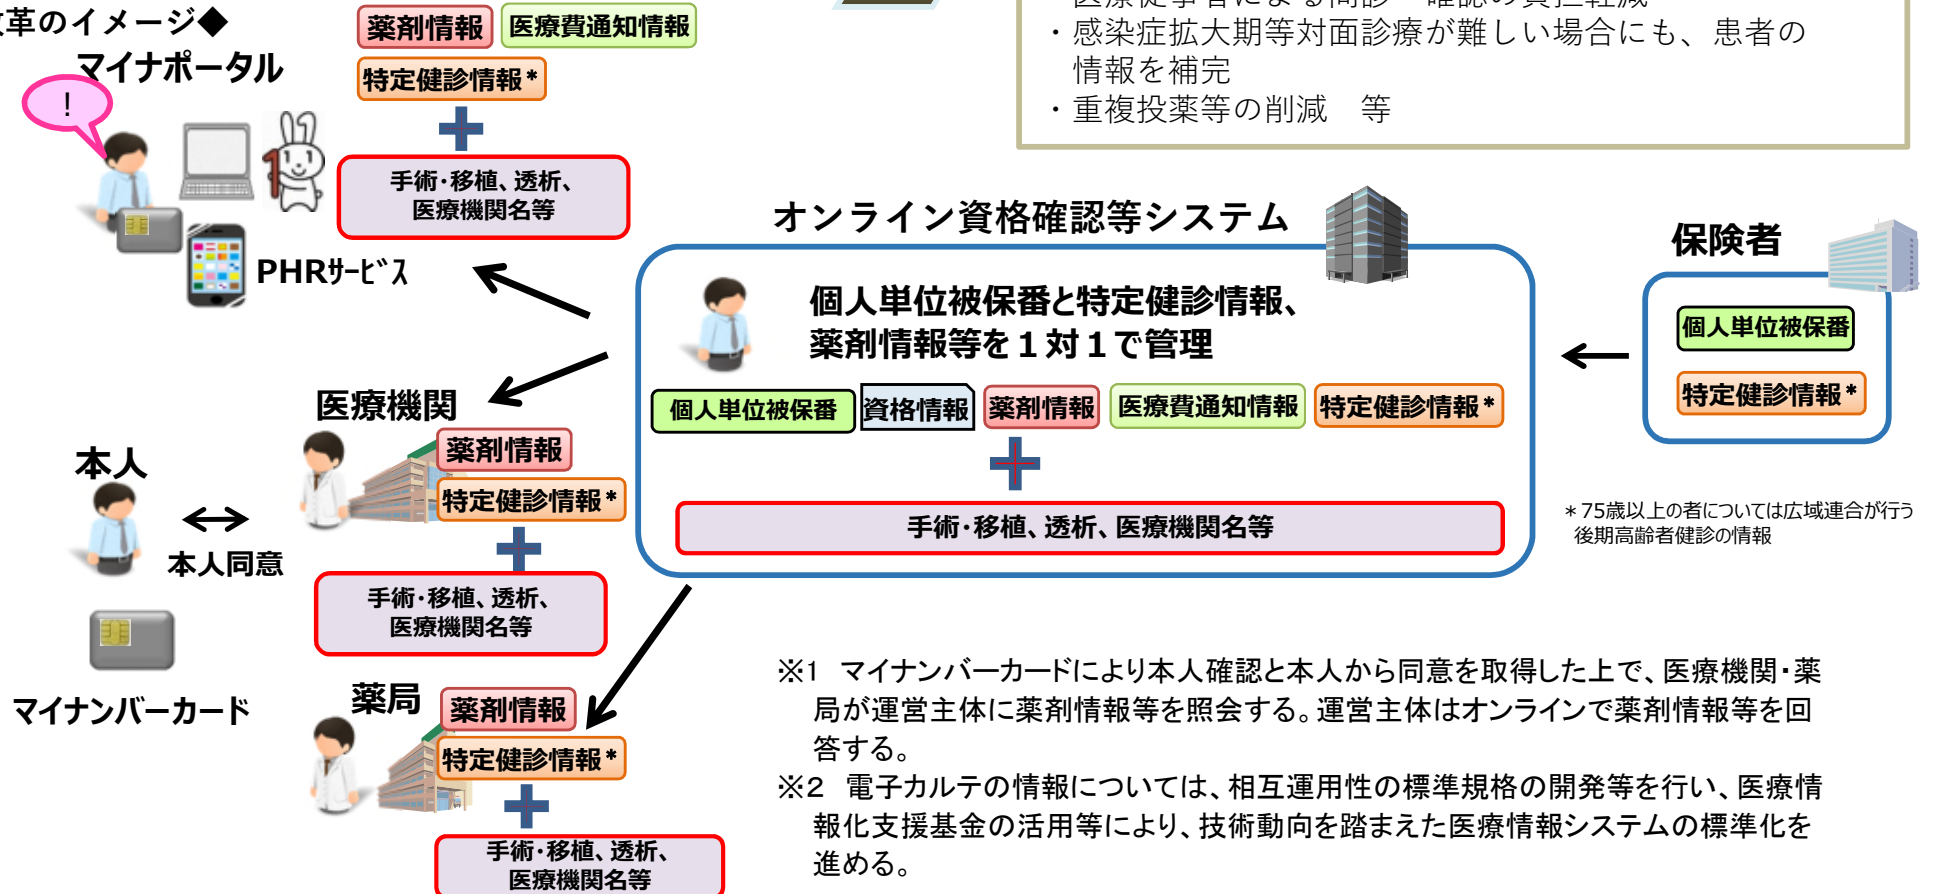 革のイメージ◆
マイナポータル
!
薬剤情報
医療費通知情報
特定健診情報*
手術・移植、透析、
医療機関名等
PHRｻｰﾋﾞｽ
・感染症拡大期等対面診療が難しい場合にも、患者の
情報を補完
・重複投薬等の削減　等
オンライン資格確認等システム
個人単位被保番と特定健診情報、
薬剤情報等を１対１で管理
個人単位被保番
資格情報
薬剤情報
医療費通知情報
特定健診情報*
手術・移植、透析、医療機関名等
保険者
個人単位被保番
特定健診情報*
＊75歳以上の者については広域連合が行う
後期高齢者健診の情報
医療機関
薬剤情報
特定健診情報*
手術・移植、透析、
医療機関名等
本人
本人同意
マイナンバーカード
薬局
薬剤情報
特定健診情報*
手術・移植、透析、
医療機関名等
※1　マイナンバーカードにより本人確認と本人から同意を取得した上で、医療機関・薬
局が運営主体に薬剤情報等を照会する。運営主体はオンラインで薬剤情報等を回
答する。
※2　電子カルテの情報については、相互運用性の標準規格の開発等を行い、医療情
報化支援基金の活用等により、技術動向を踏まえた医療情報システムの標準化を
進める。